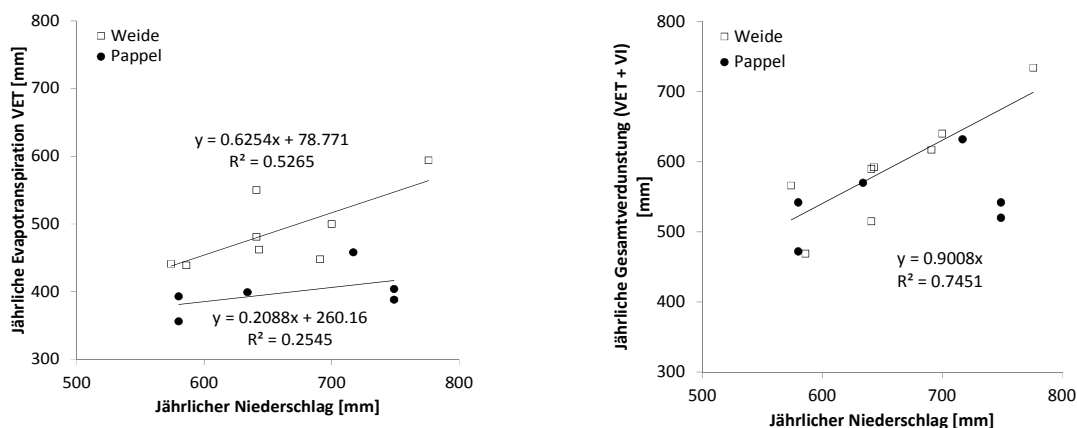 Jährliche Evapotranspiration VET [mm]
800
700
600
500
400
300
□ Weide
● Pappel
y = 0.6254x + 78.771
R² = 0.5265
y = 0.2088x + 260.16
R² = 0.2545
500
600
700
800
Jährlicher Niederschlag [mm]
Jährliche Gesamtverdunstung (VET + VI)
[mm]
800
700
600
500
400
300
□ Weide
● Pappel
y = 0.9008x
R² = 0.7451
500
600
700
800
Jährlicher Niederschlag [mm]